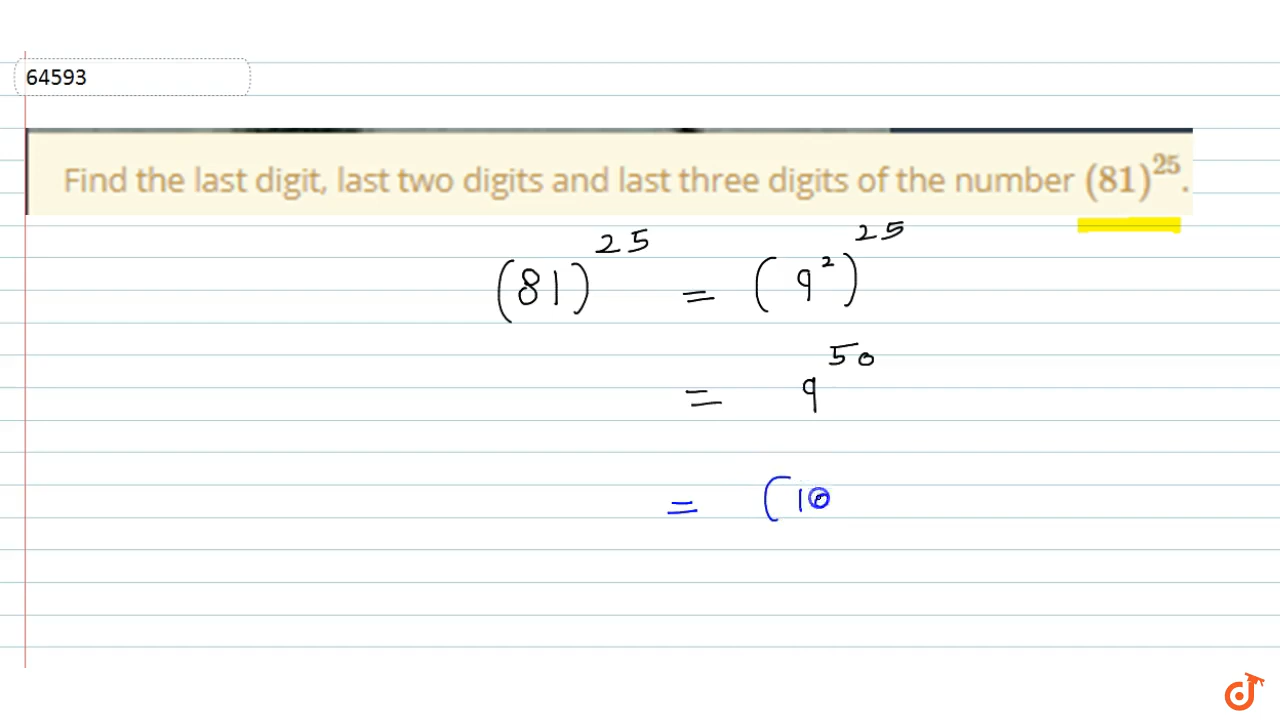 64593
Find the last digit, last two digits and last three digits of the number (81)^25.
(81)^25 = (9^2)^25
= 9^50
= (10